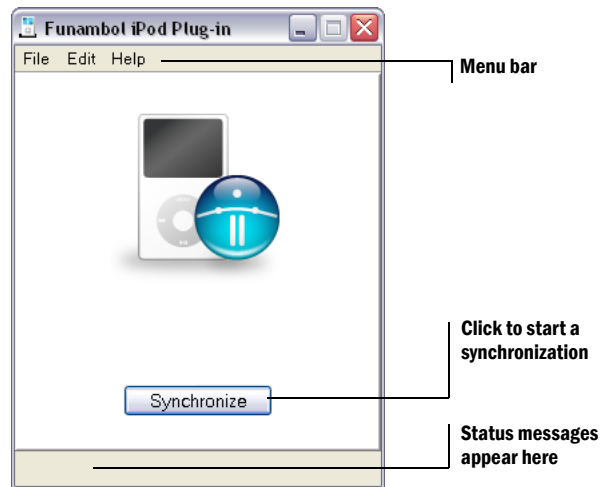 Funambol iPod Plug-in
File Edit Help
Menu bar
Click to start a
synchronization
Synchronize
Status messages
appear here